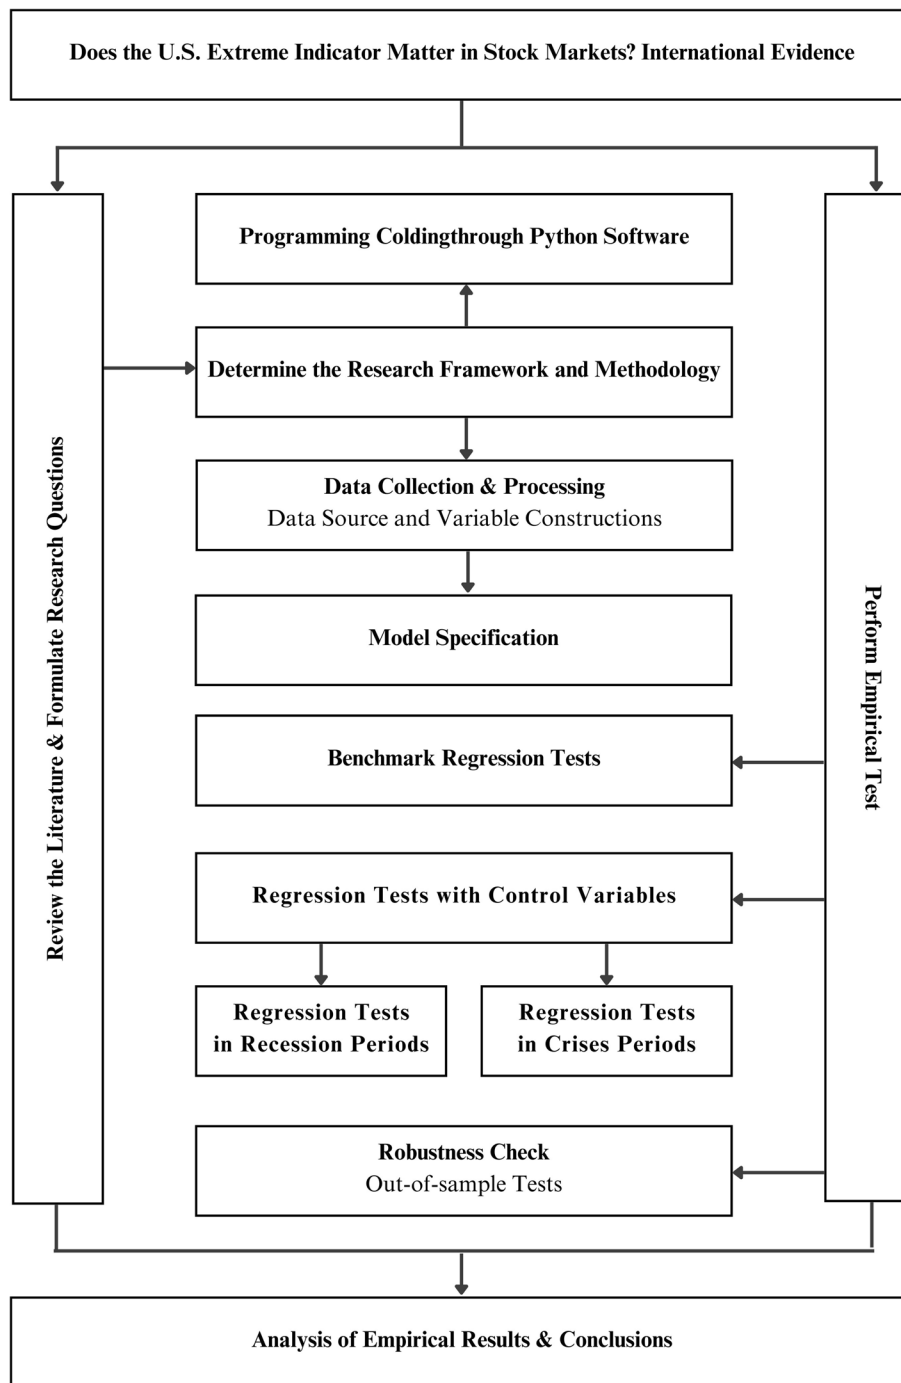 Does the U.S. Extreme Indicator Matter in Stock Markets? International Evidence
Programming Coldingthrough Python Software
Determine the Research Framework and Methodology
Data Collection & Processing
Data Source and Variable Constructions
Model Specification
Review the Literature & Formulate Research Questions
Perform Empirical Test
Benchmark Regression Tests
Regression Tests with Control Variables
Regression Tests
in Recession Periods
Regression Tests
in Crises Periods
Robustness Check
Out-of-sample Tests
Analysis of Empirical Results & Conclusions